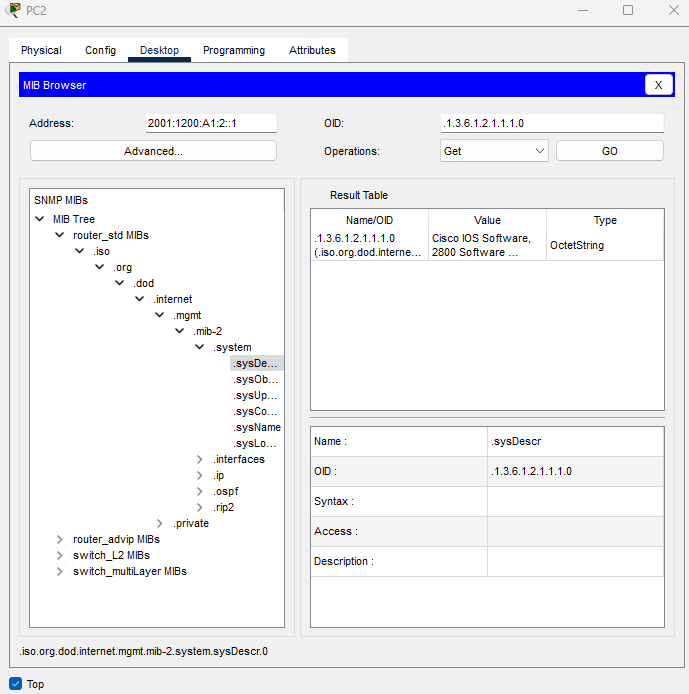 PC2
Physical Config Desktop Programming Attributes
MIB Browser X
Address: 2001:1200:A1:2::1 OID: .1.3.6.1.2.1.1.1.0
Advanced... Operations: Get GO
SNMP MIBs
MIB Tree
router_std MIBs
.iso
.org
.dod
.internet
.mgmt
.mib-2
.system
.sysDe...
.sysOb...
.sysUp...
.sysCo...
.sysName
.sysLo...
.interfaces
.ip
.ospf
.rip2
.private
router_advip MIBs
switch_L2 MIBs
switch_multiLayer MIBs
Result Table
Name/OID Value Type
.1.3.6.1.2.1.1.1.0 Cisco IOS Software, OctetString
(.iso.org.dod.interne... 2800 Software ...
Name : .sysDescr
OID : .1.3.6.1.2.1.1.1.0
Syntax :
Access :
Description :
.iso.org.dod.internet.mgmt.mib-2.system.sysDescr.0
Top